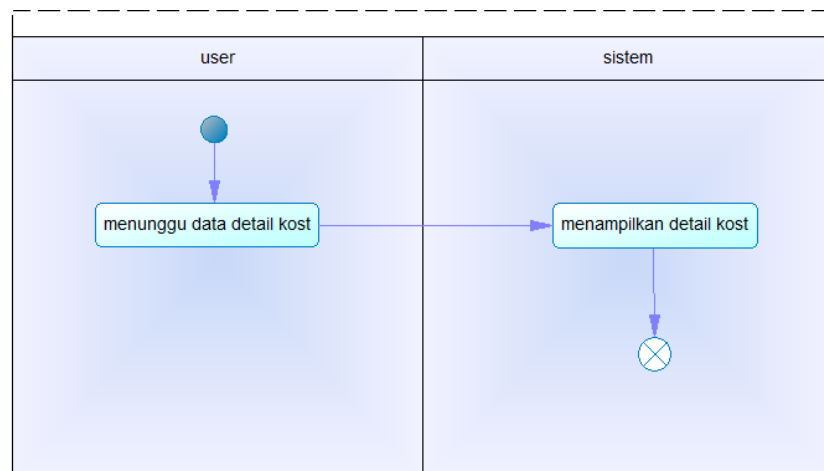 user
sistem
menunggu data detail kost
menampilkan detail kost